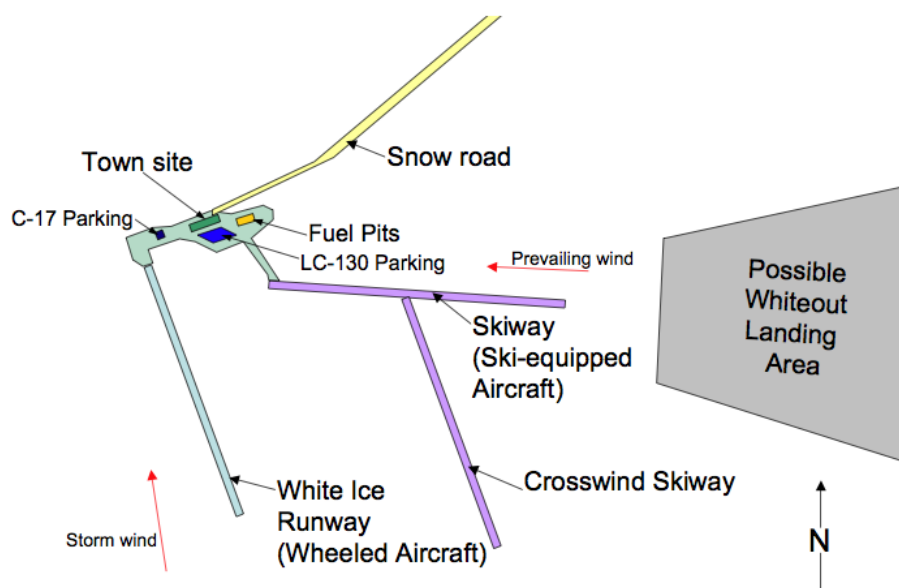 Snow road
Town site
C-17 Parking
Fuel Pits
LC-130 Parking
Prevailing wind
Possible
Whiteout
Landing
Area
Skiway
(Ski-equipped
Aircraft)
Crosswind Skiway
White Ice
Runway
(Wheeled Aircraft)
Storm wind
N